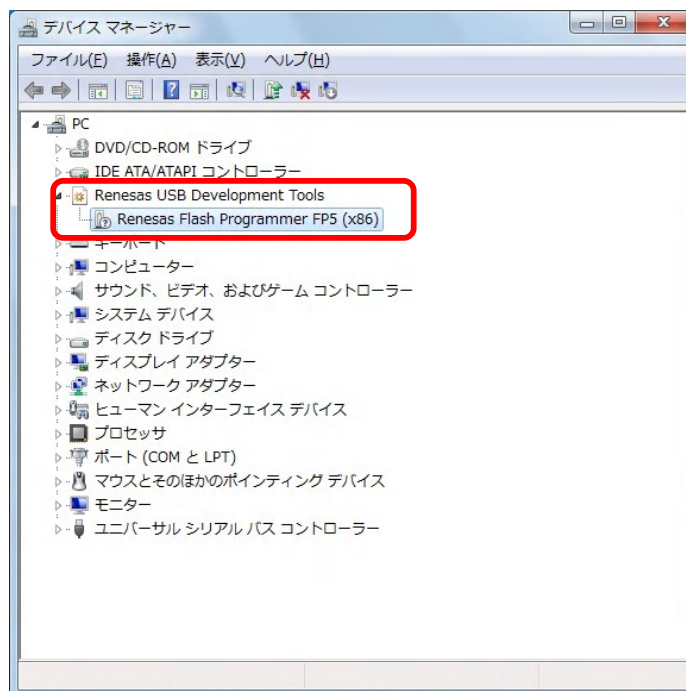 デバイス マネージャー
ファイル(F) 操作(A) 表示(V) ヘルプ(H)
PC
DVD/CD-ROM ドライブ
IDE ATA/ATAPI コントローラー
Renesas USB Development Tools
Renesas Flash Programmer FP5 (x86)
キーボード
コンピューター
サウンド、ビデオ、およびゲーム コントローラー
システム デバイス
ディスク ドライブ
ディスプレイ アダプター
ネットワーク アダプター
ヒューマン インターフェイス デバイス
プロセッサ
ポート (COM と LPT)
マウスとそのほかのポインティング デバイス
モニター
ユニバーサル シリアル バス コントローラー